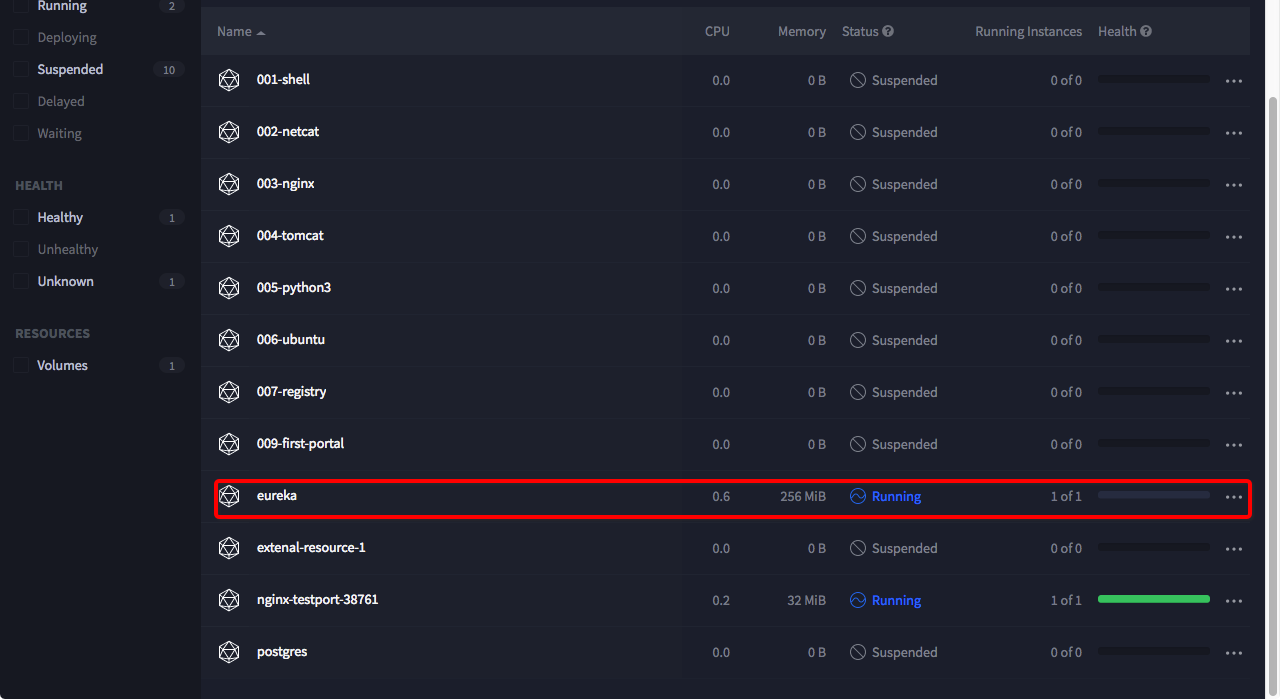 Running 2
Deploying
Suspended 10
Delayed
Waiting
HEALTH
Healthy 1
Unhealthy
Unknown 1
RESOURCES
Volumes 1
Name CPU Memory Status Running Instances Health
001-shell 0.0 0 B Suspended 0 of 0
002-netcat 0.0 0 B Suspended 0 of 0
003-nginx 0.0 0 B Suspended 0 of 0
004-tomcat 0.0 0 B Suspended 0 of 0
005-python3 0.0 0 B Suspended 0 of 0
006-ubuntu 0.0 0 B Suspended 0 of 0
007-registry 0.0 0 B Suspended 0 of 0
009-first-portal 0.0 0 B Suspended 0 of 0
eureka 0.6 256 MiB Running 1 of 1
extenal-resource-1 0.0 0 B Suspended 0 of 0
nginx-testport-38761 0.2 32 MiB Running 1 of 1
postgres 0.0 0 B Suspended 0 of 0